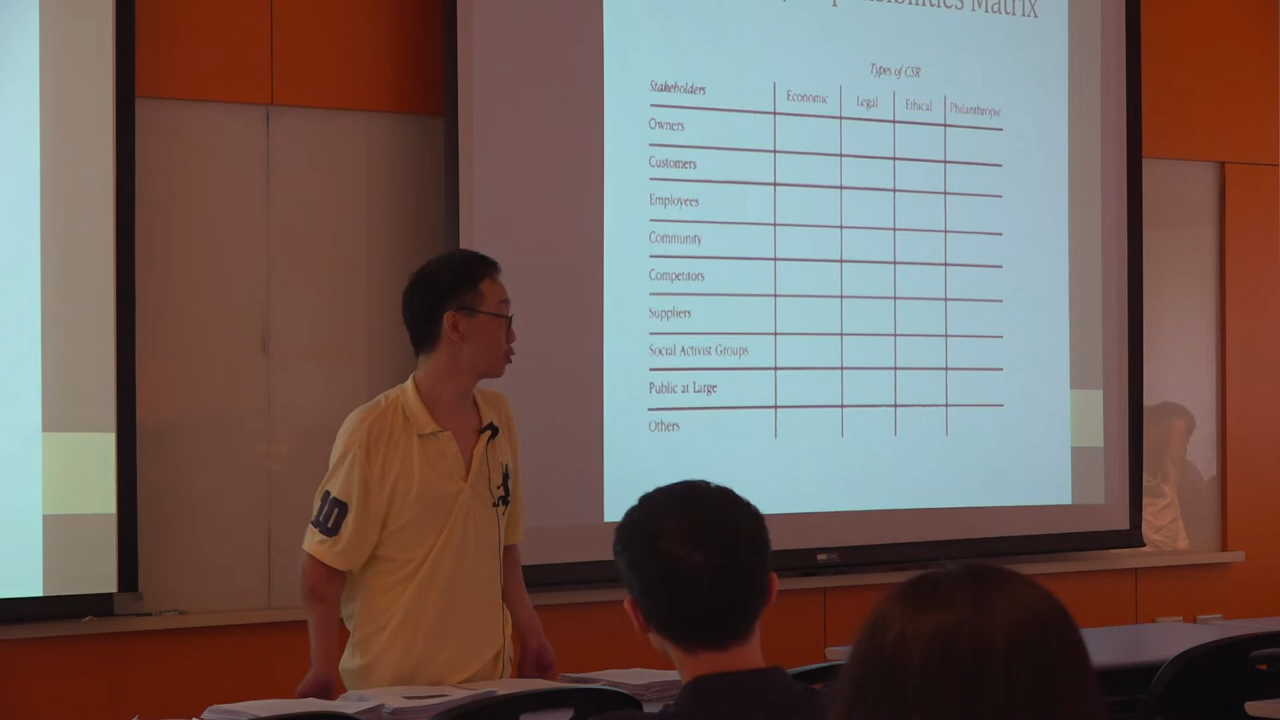 Matrix
Types of CSR
Stakeholders Economic Legal Ethical Philanthropic
Owners
Customers
Employees
Community
Competitors
Suppliers
Social Activist Groups
Public at Large
Others
10